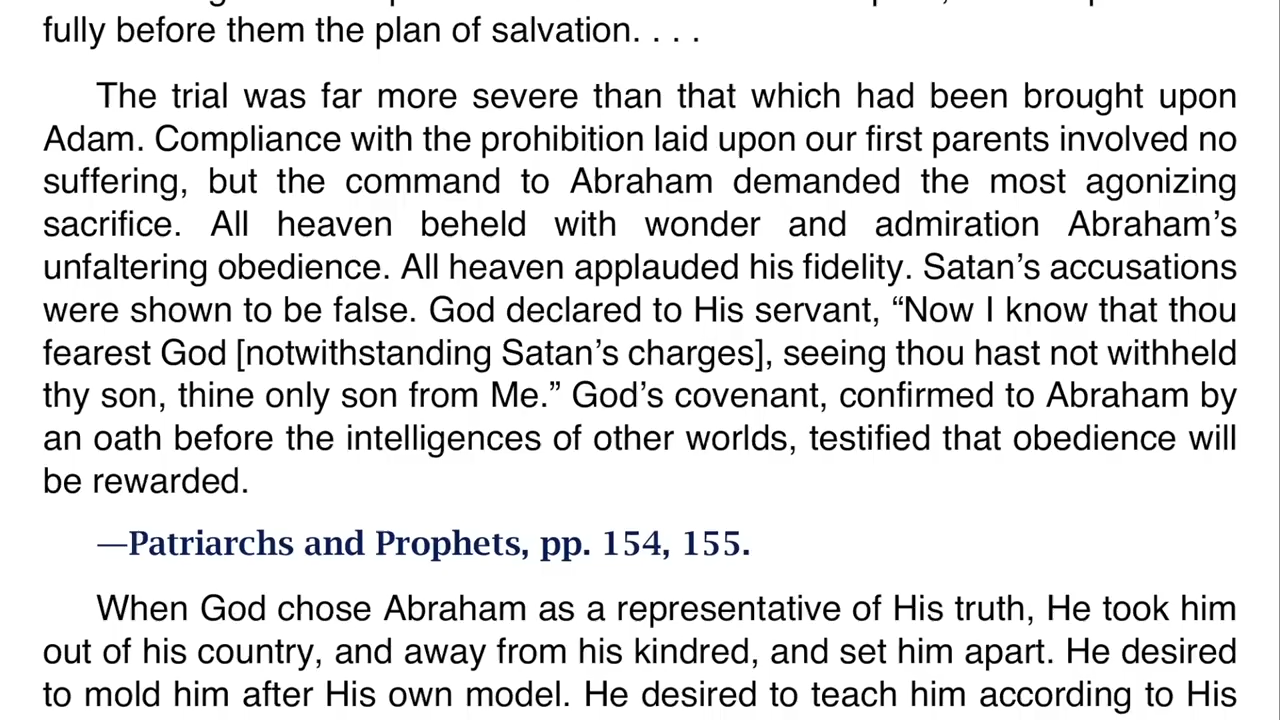 fully before them the plan of salvation. . . .
The trial was far more severe than that which had been brought upon
Adam. Compliance with the prohibition laid upon our first parents involved no
suffering, but the command to Abraham demanded the most agonizing
sacrifice. All heaven beheld with wonder and admiration Abraham’s
unfaltering obedience. All heaven applauded his fidelity. Satan’s accusations
were shown to be false. God declared to His servant, “Now I know that thou
fearest God [notwithstanding Satan’s charges], seeing thou hast not withheld
thy son, thine only son from Me.” God’s covenant, confirmed to Abraham by
an oath before the intelligences of other worlds, testified that obedience will
be rewarded.
—Patriarchs and Prophets, pp. 154, 155.
When God chose Abraham as a representative of His truth, He took him
out of his country, and away from his kindred, and set him apart. He desired
to mold him after His own model. He desired to teach him according to His